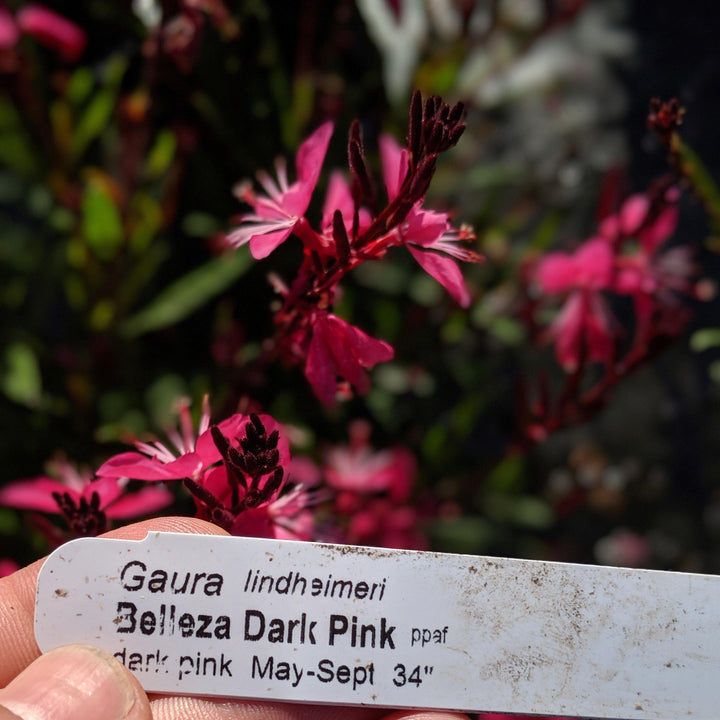 Gaura lindheimeri
Belleza Dark Pink ppaf
dark pink May-Sept 34"